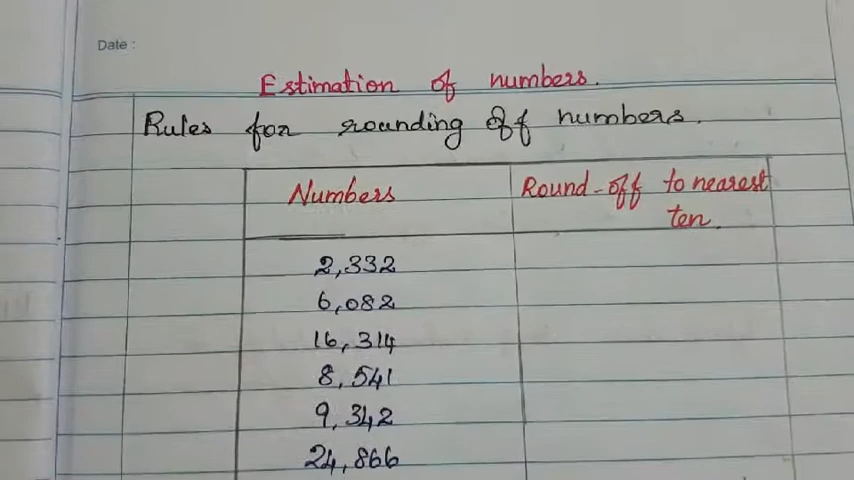 Date :
Estimation of numbers.
Rules for rounding off numbers.
Numbers
Round-off to nearest
ten.
2,332
6,082
16,314
8,541
9,342
24,866